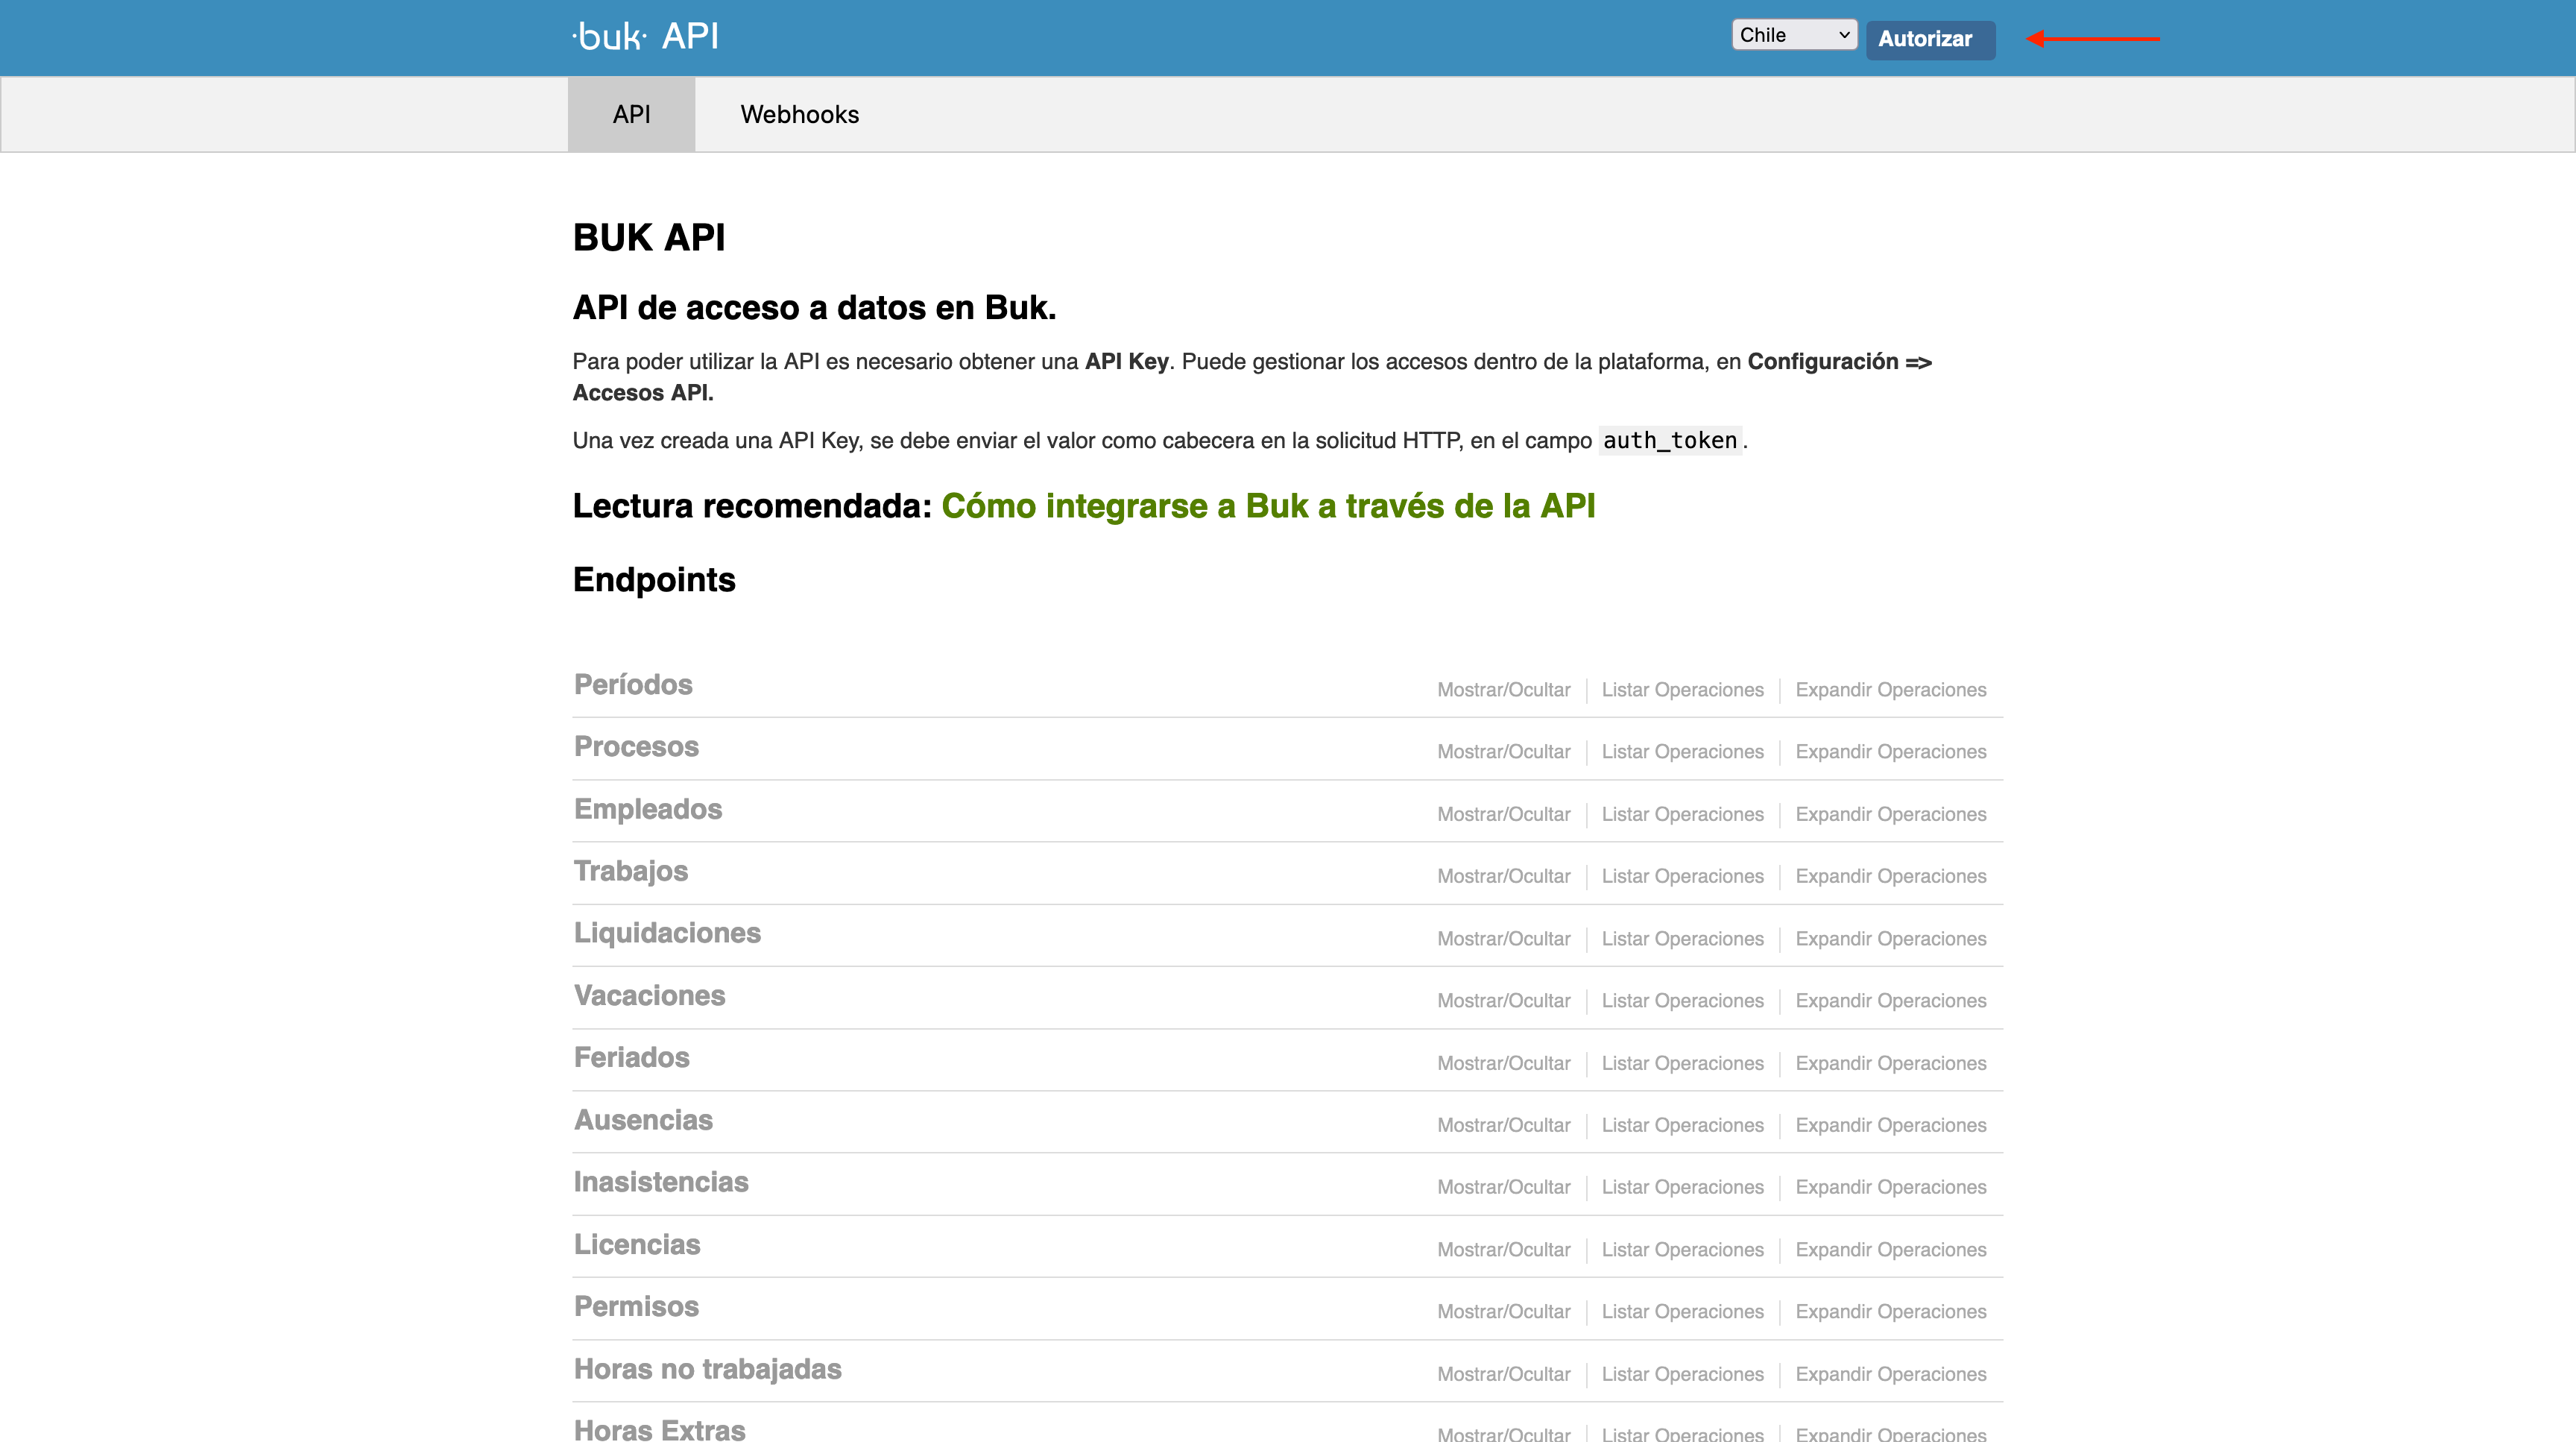 ·buk· API
Chile
Autorizar
API
Webhooks
BUK API
API de acceso a datos en Buk.
Para poder utilizar la API es necesario obtener una API Key. Puede gestionar los accesos dentro de la plataforma, en Configuración =>
Accesos API.
Una vez creada una API Key, se debe enviar el valor como cabecera en la solicitud HTTP, en el campo auth_token.
Lectura recomendada: Cómo integrarse a Buk a través de la API
Endpoints
Períodos Mostrar/Ocultar Listar Operaciones Expandir Operaciones
Procesos Mostrar/Ocultar Listar Operaciones Expandir Operaciones
Empleados Mostrar/Ocultar Listar Operaciones Expandir Operaciones
Trabajos Mostrar/Ocultar Listar Operaciones Expandir Operaciones
Liquidaciones Mostrar/Ocultar Listar Operaciones Expandir Operaciones
Vacaciones Mostrar/Ocultar Listar Operaciones Expandir Operaciones
Feriados Mostrar/Ocultar Listar Operaciones Expandir Operaciones
Ausencias Mostrar/Ocultar Listar Operaciones Expandir Operaciones
Inasistencias Mostrar/Ocultar Listar Operaciones Expandir Operaciones
Licencias Mostrar/Ocultar Listar Operaciones Expandir Operaciones
Permisos Mostrar/Ocultar Listar Operaciones Expandir Operaciones
Horas no trabajadas Mostrar/Ocultar Listar Operaciones Expandir Operaciones
Horas Extras Mostrar/Ocultar Listar Operaciones Expandir Operaciones